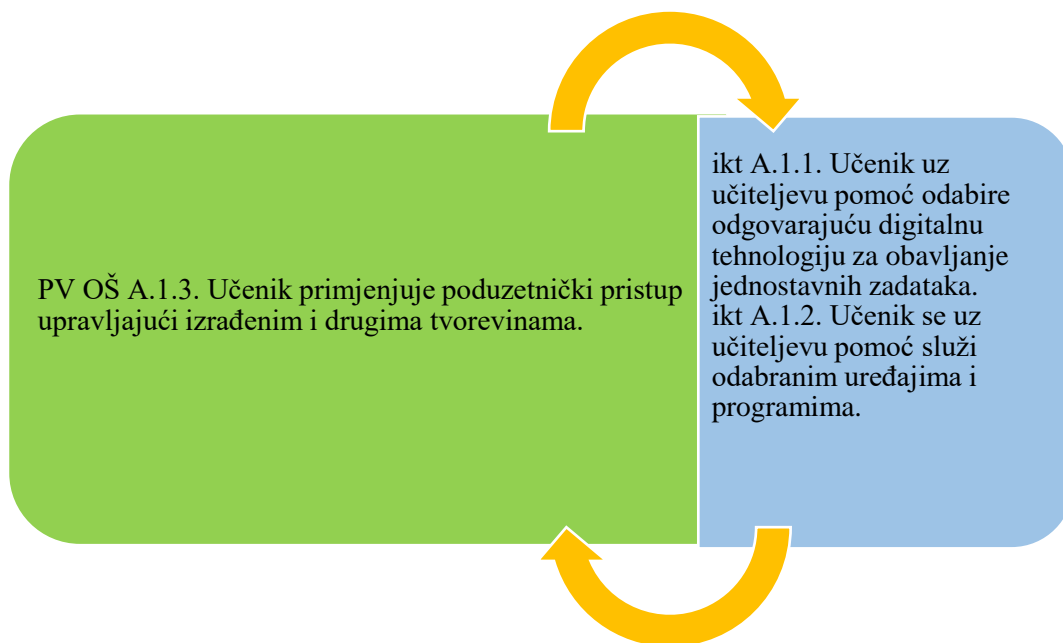 PV OŠ A.1.3. Učenik primjenjuje poduzetnički pristup
upravljajući izrađenim i drugima tvorevinama.
ikt A.1.1. Učenik uz
učiteljevu pomoć odabire
odgovarajuću digitalnu
tehnologiju za obavljanje
jednostavnih zadataka.
ikt A.1.2. Učenik se uz
učiteljevu pomoć služi
odabranim uređajima i
programima.